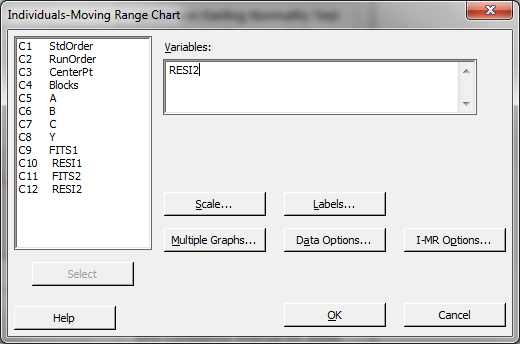 Individuals-Moving Range Chart
C1 StdOrder
C2 RunOrder
C3 CenterPt
C4 Blocks
C5 A
C6 B
C7 C
C8 Y
C9 FITS1
C10 RESI1
C11 FITS2
C12 RESI2
Variables:
RESI2
Scale... Labels...
Multiple Graphs... Data Options... I-MR Options...
Select
Help OK Cancel